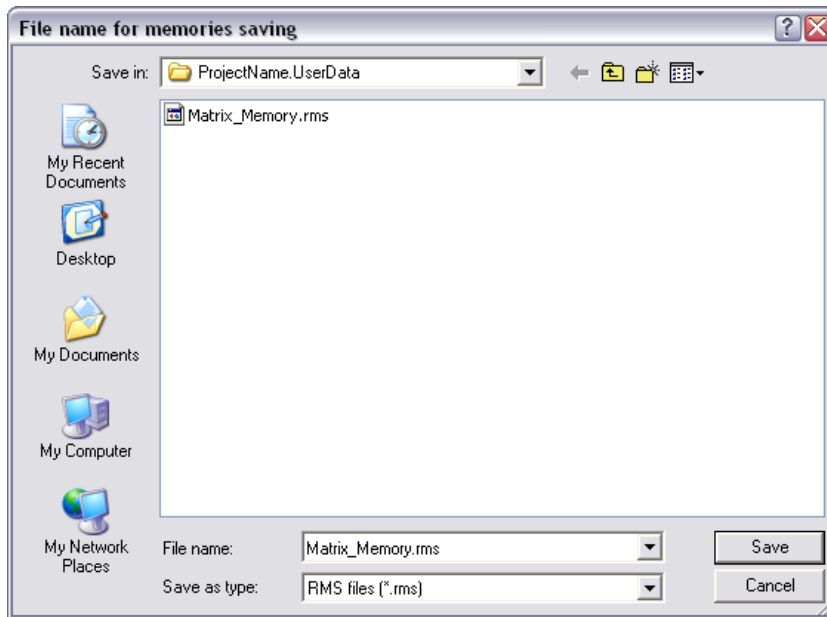 File name for memories saving
Save in:
ProjectName.UserData
Matrix_Memory.rms
My Recent
Documents
Desktop
My Documents
My Computer
My Network
Places
File name:
Matrix_Memory.rms
Save
Save as type:
RMS files (*.rms)
Cancel